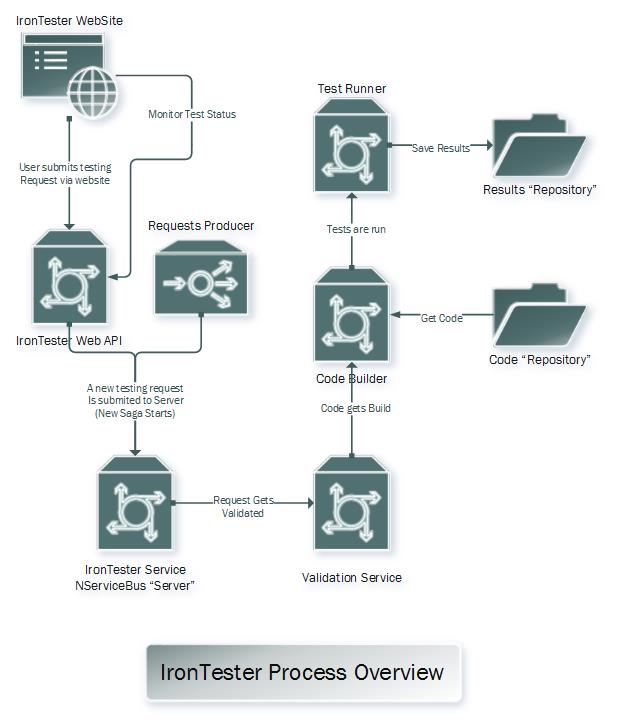 IronTester WebSite
Monitor Test Status
User submits testing
Request via website
Requests Producer
IronTester Web API
A new testing request
Is submited to Server
(New Saga Starts)
IronTester Service
NServiceBus “Server”
Request Gets
Validated
Validation Service
Code gets Build
Code Builder
Get Code
Code “Repository”
Tests are run
Test Runner
Save Results
Results “Repository”
IronTester Process Overview